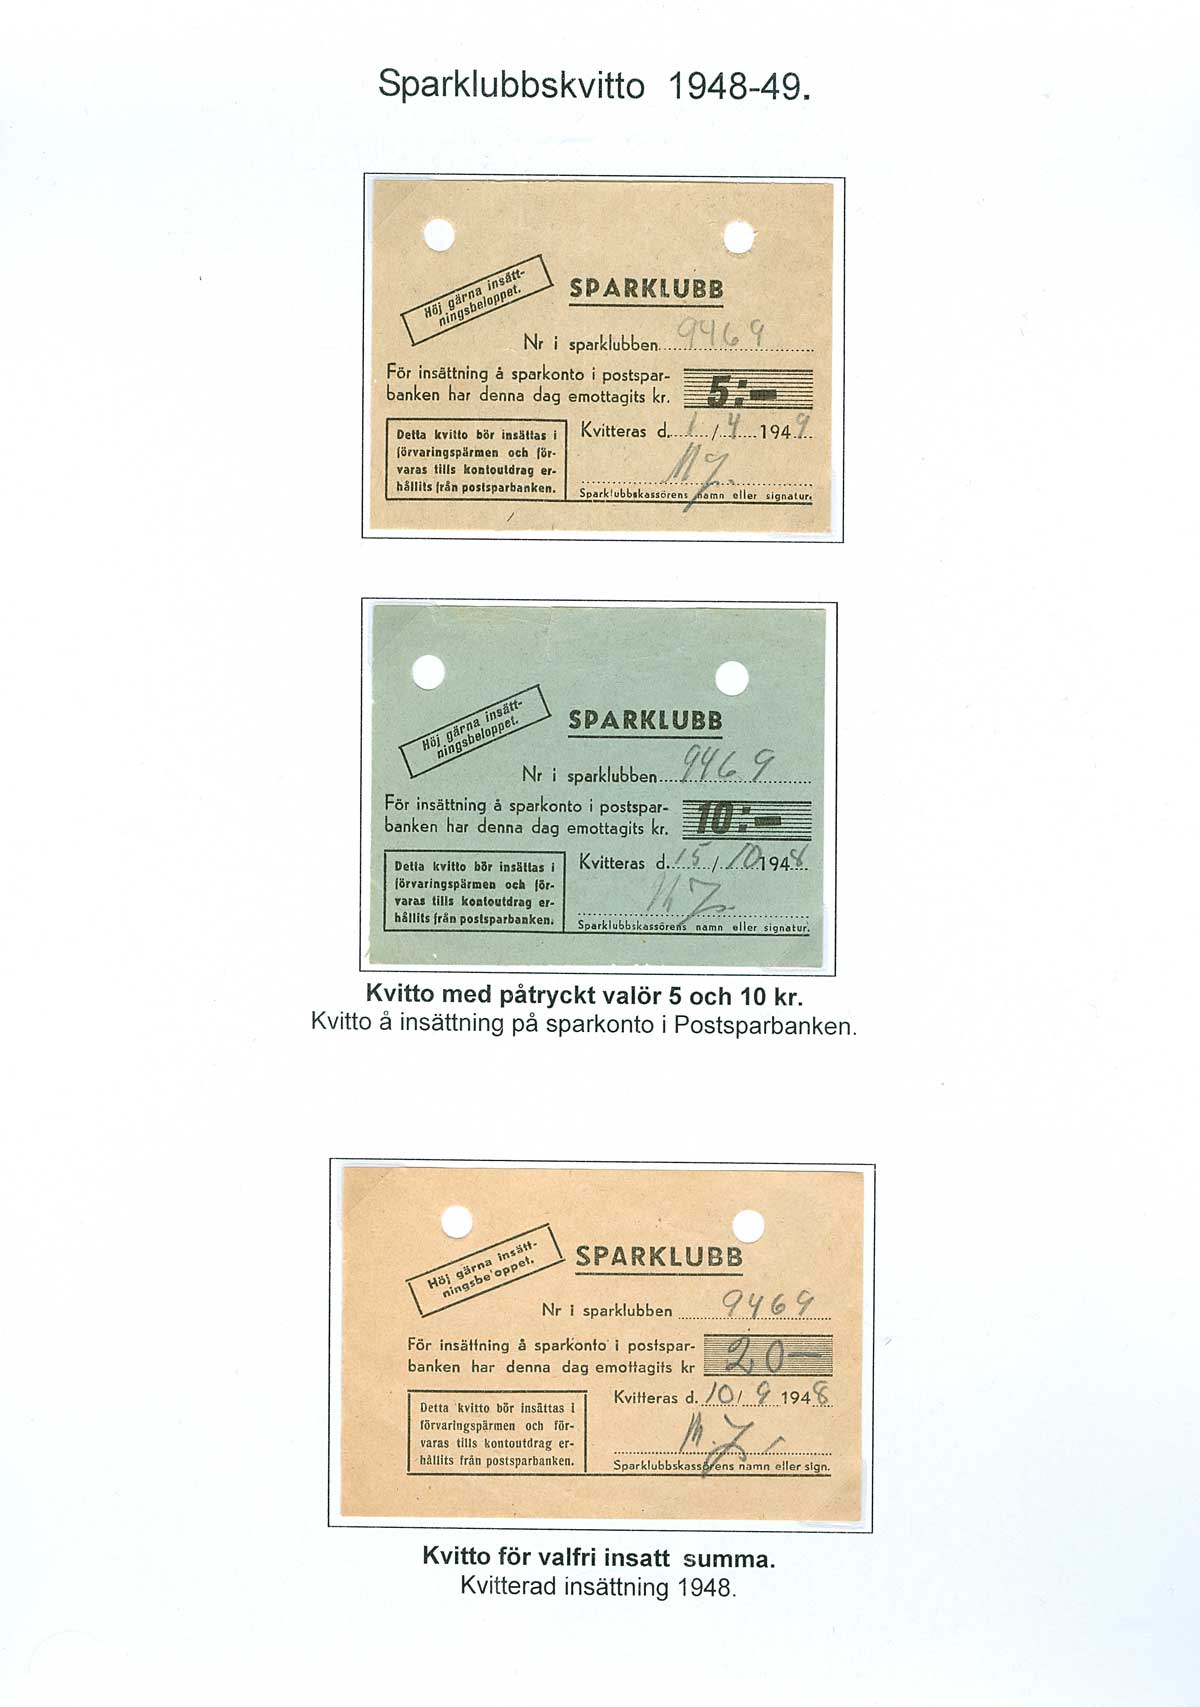 Sparklubbskvitto 1948-49.
Höj gärna insätt-
ningsbeloppet.
SPARKLUBB
Nr i sparklubben 9469
För insättning å sparkonto i postspar-
banken har denna dag emottagits kr. 5:-
Detta kvitto bör insättas i
förvaringspärmen och för-
varas tills kontoutdrag er-
hållits från postsparbanken.
Kvitteras d. 1 / 4 1949
Sparklubbskassörens namn eller signatur.
Höj gärna insätt-
ningsbeloppet.
SPARKLUBB
Nr i sparklubben 9469
För insättning å sparkonto i postspar-
banken har denna dag emottagits kr. 10:-
Detta kvitto bör insättas i
förvaringspärmen och för-
varas tills kontoutdrag er-
hållits från postsparbanken.
Kvitteras d. 15 / 10 1948
Sparklubbskassörens namn eller signatur.
Kvitto med påtryckt valör 5 och 10 kr.
Kvitto å insättning på sparkonto i Postsparbanken.
Höj gärna insätt-
ningsbe'oppet.
SPARKLUBB
Nr i sparklubben 9469
För insättning å sparkonto i postspar-
banken har denna dag emottagits kr 20-
Detta kvitto bör insättas i
förvaringspärmen och för-
varas tills kontoutdrag er-
hållits från postsparbanken.
Kvitteras d. 10 / 9 1948
Sparklubbskassörens namn eller sign.
Kvitto för valfri insatt summa.
Kvitterad insättning 1948.